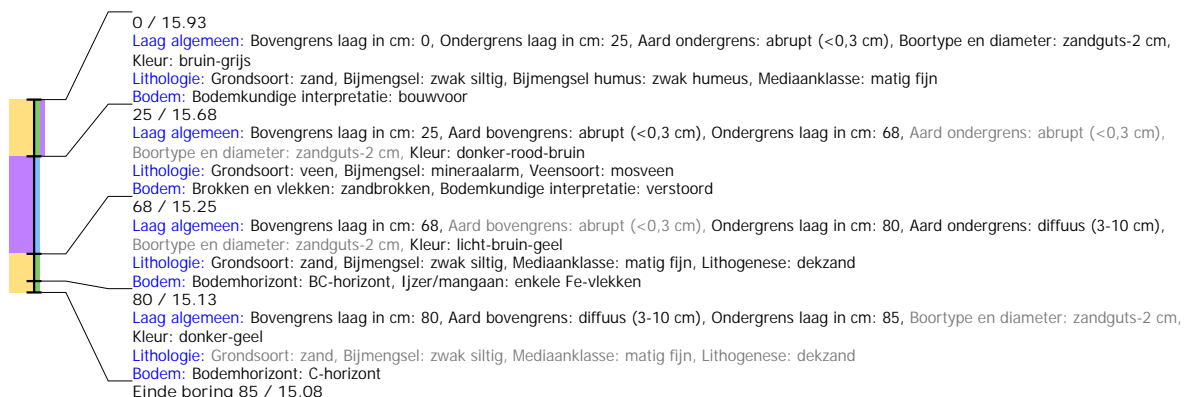 0 / 15.93
Laag algemeen: Bovengrens laag in cm: 0, Ondergrens laag in cm: 25, Aard ondergrens: abrupt (<0,3 cm), Boortype en diameter: zandguts-2 cm,
Kleur: bruin-grijs
Lithologie: Grondsoort: zand, Bijmengsel: zwak siltig, Bijmengsel humus: zwak humeus, Mediaanklasse: matig fijn
Bodem: Bodemkundige interpretatie: bouwvoor
25 / 15.68
Laag algemeen: Bovengrens laag in cm: 25, Aard bovengrens: abrupt (<0,3 cm), Ondergrens laag in cm: 68, Aard ondergrens: abrupt (<0,3 cm),
Boortype en diameter: zandguts-2 cm, Kleur: donker-rood-bruin
Lithologie: Grondsoort: veen, Bijmengsel: mineraalarm, Veensoort: mosveen
Bodem: Brokken en vlekken: zandbrokken, Bodemkundige interpretatie: verstoord
68 / 15.25
Laag algemeen: Bovengrens laag in cm: 68, Aard bovengrens: abrupt (<0,3 cm), Ondergrens laag in cm: 80, Aard ondergrens: diffuus (3-10 cm),
Boortype en diameter: zandguts-2 cm, Kleur: licht-bruin-geel
Lithologie: Grondsoort: zand, Bijmengsel: zwak siltig, Mediaanklasse: matig fijn, Lithogenese: dekzand
Bodem: Bodemhorizont: BC-horizont, Ijzer/mangaan: enkele Fe-vlekken
80 / 15.13
Laag algemeen: Bovengrens laag in cm: 80, Aard bovengrens: diffuus (3-10 cm), Ondergrens laag in cm: 85, Boortype en diameter: zandguts-2 cm,
Kleur: donker-geel
Lithologie: Grondsoort: zand, Bijmengsel: zwak siltig, Mediaanklasse: matig fijn, Lithogenese: dekzand
Bodem: Bodemhorizont: C-horizont
Einde boring 85 / 15.08